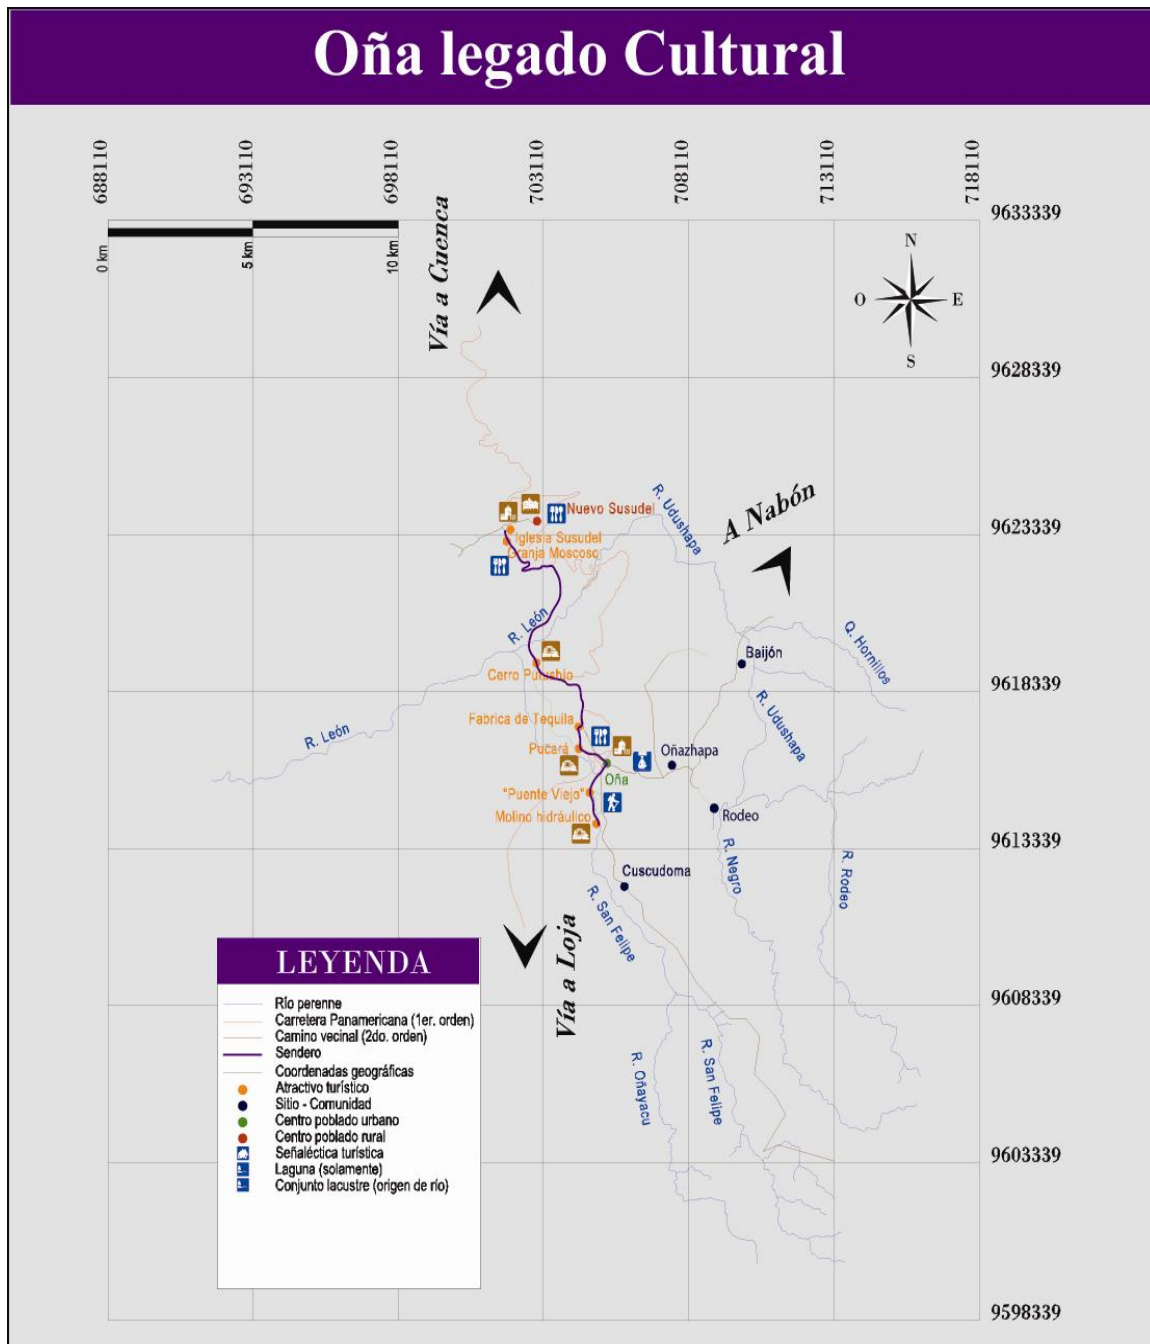 Oña legado Cultural
688110
693110
698110
703110
708110
713110
718110
9633339
0 km
5 km
10 km
Vía a Cuenca
N
O
E
S
9628339
R. Udushapa
A Nabón
Nuevo Susudel
9623339
Iglesia Susudel
Granja Moscoso
R. León
Q. Hornillos
Baijón
Cerro Putushio
9618339
R. Udushapa
Fabrica de Tequila
R. León
Pucará
Oñazhapa
Oña
"Puente Viejo"
Molino hidráulico
Rodeo
9613339
Cuscudoma
R. Negro
R. Rodeo
R. San Felipe
Vía a Loja
9608339
R. Oñayacu
R. San Felipe
9603339
9598339
LEYENDA
Río perenne
Carretera Panamericana (1er. orden)
Camino vecinal (2do. orden)
Sendero
Coordenadas geográficas
Atractivo turístico
Sitio - Comunidad
Centro poblado urbano
Centro poblado rural
Señaléctica turística
Laguna (solamente)
Conjunto lacustre (origen de río)